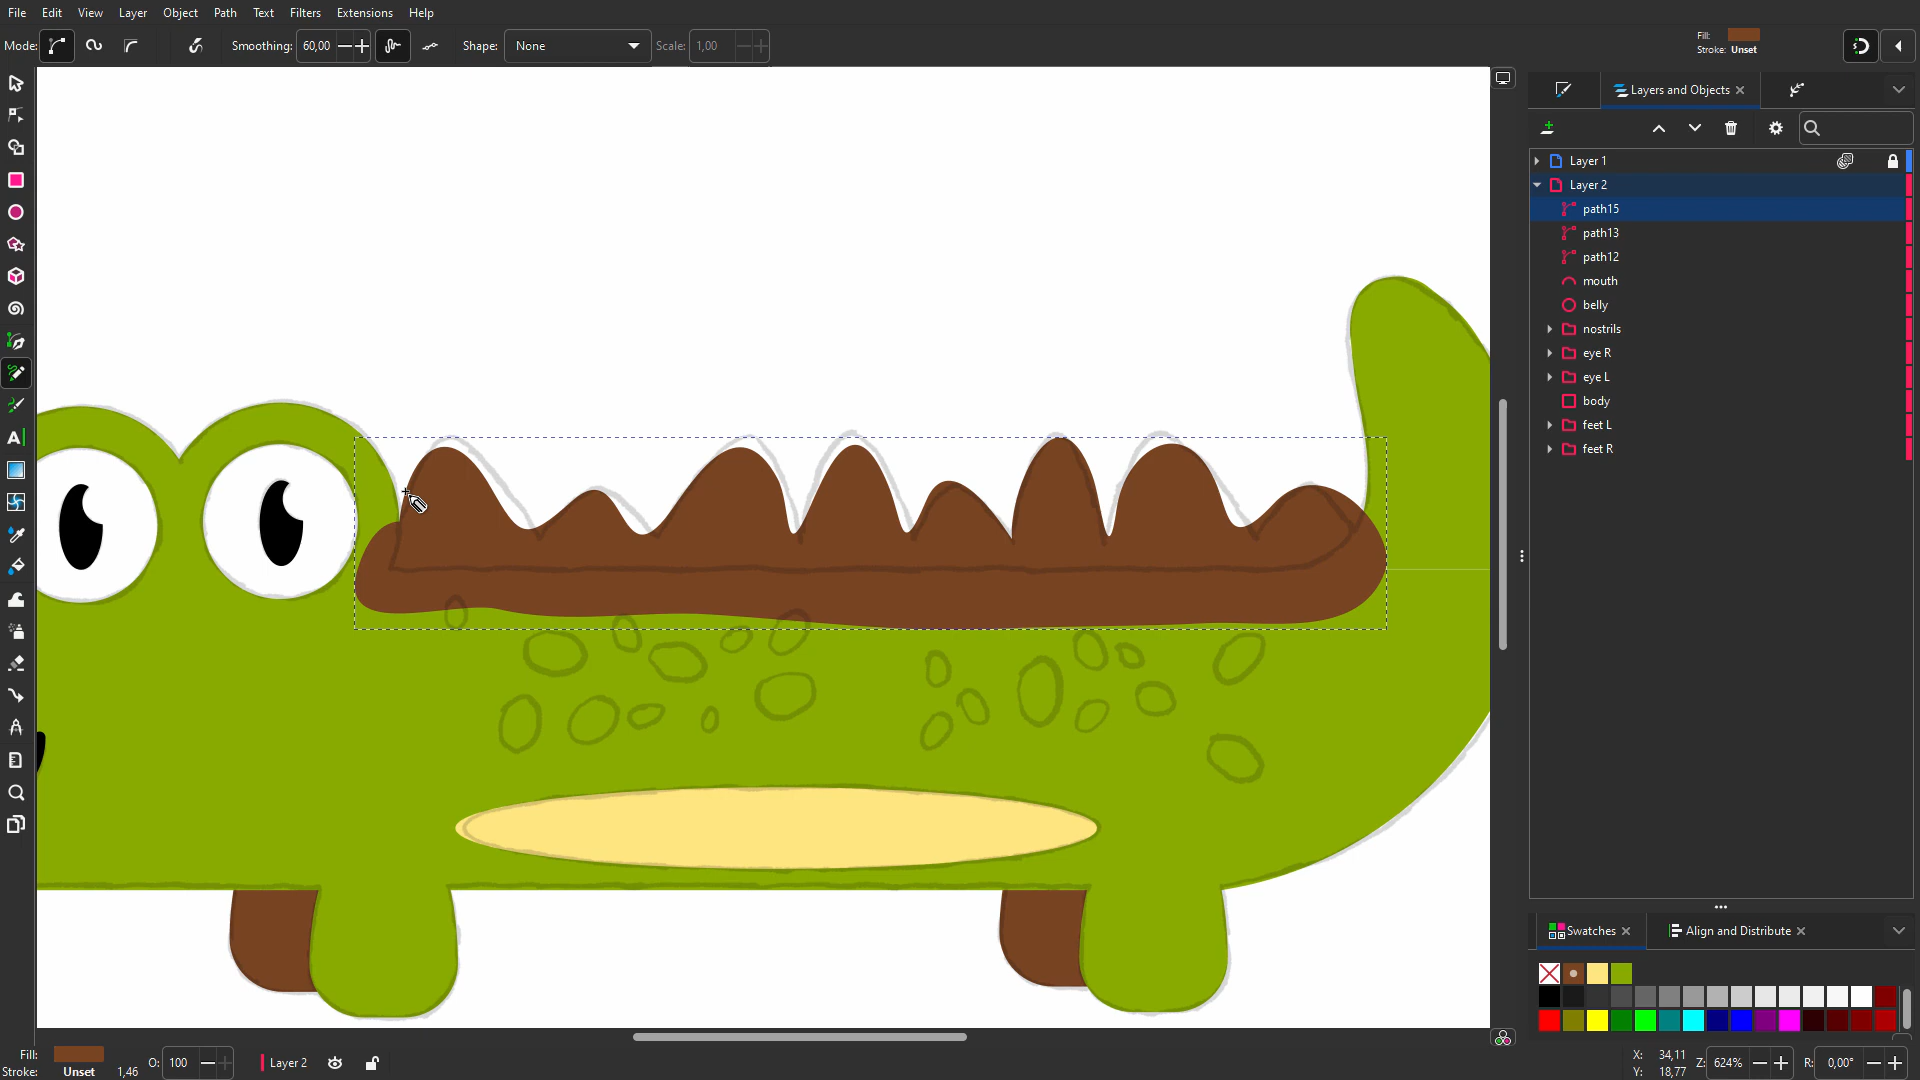 File Edit View Layer Object Path Text Filters Extensions Help
Mode: Smoothing: 60,00 Shape: None Scale: 1,00
Fill:
Stroke: Unset
Layers and Objects
Layer 1
Layer 2
path15
path13
path12
mouth
belly
nostrils
eye R
eye L
body
feet L
feet R
Swatches Align and Distribute
Fill:
Stroke: Unset 1,46 O: 100 Layer 2
X: 34,11
Y: 18,77
Z: 624% R: 0,00°